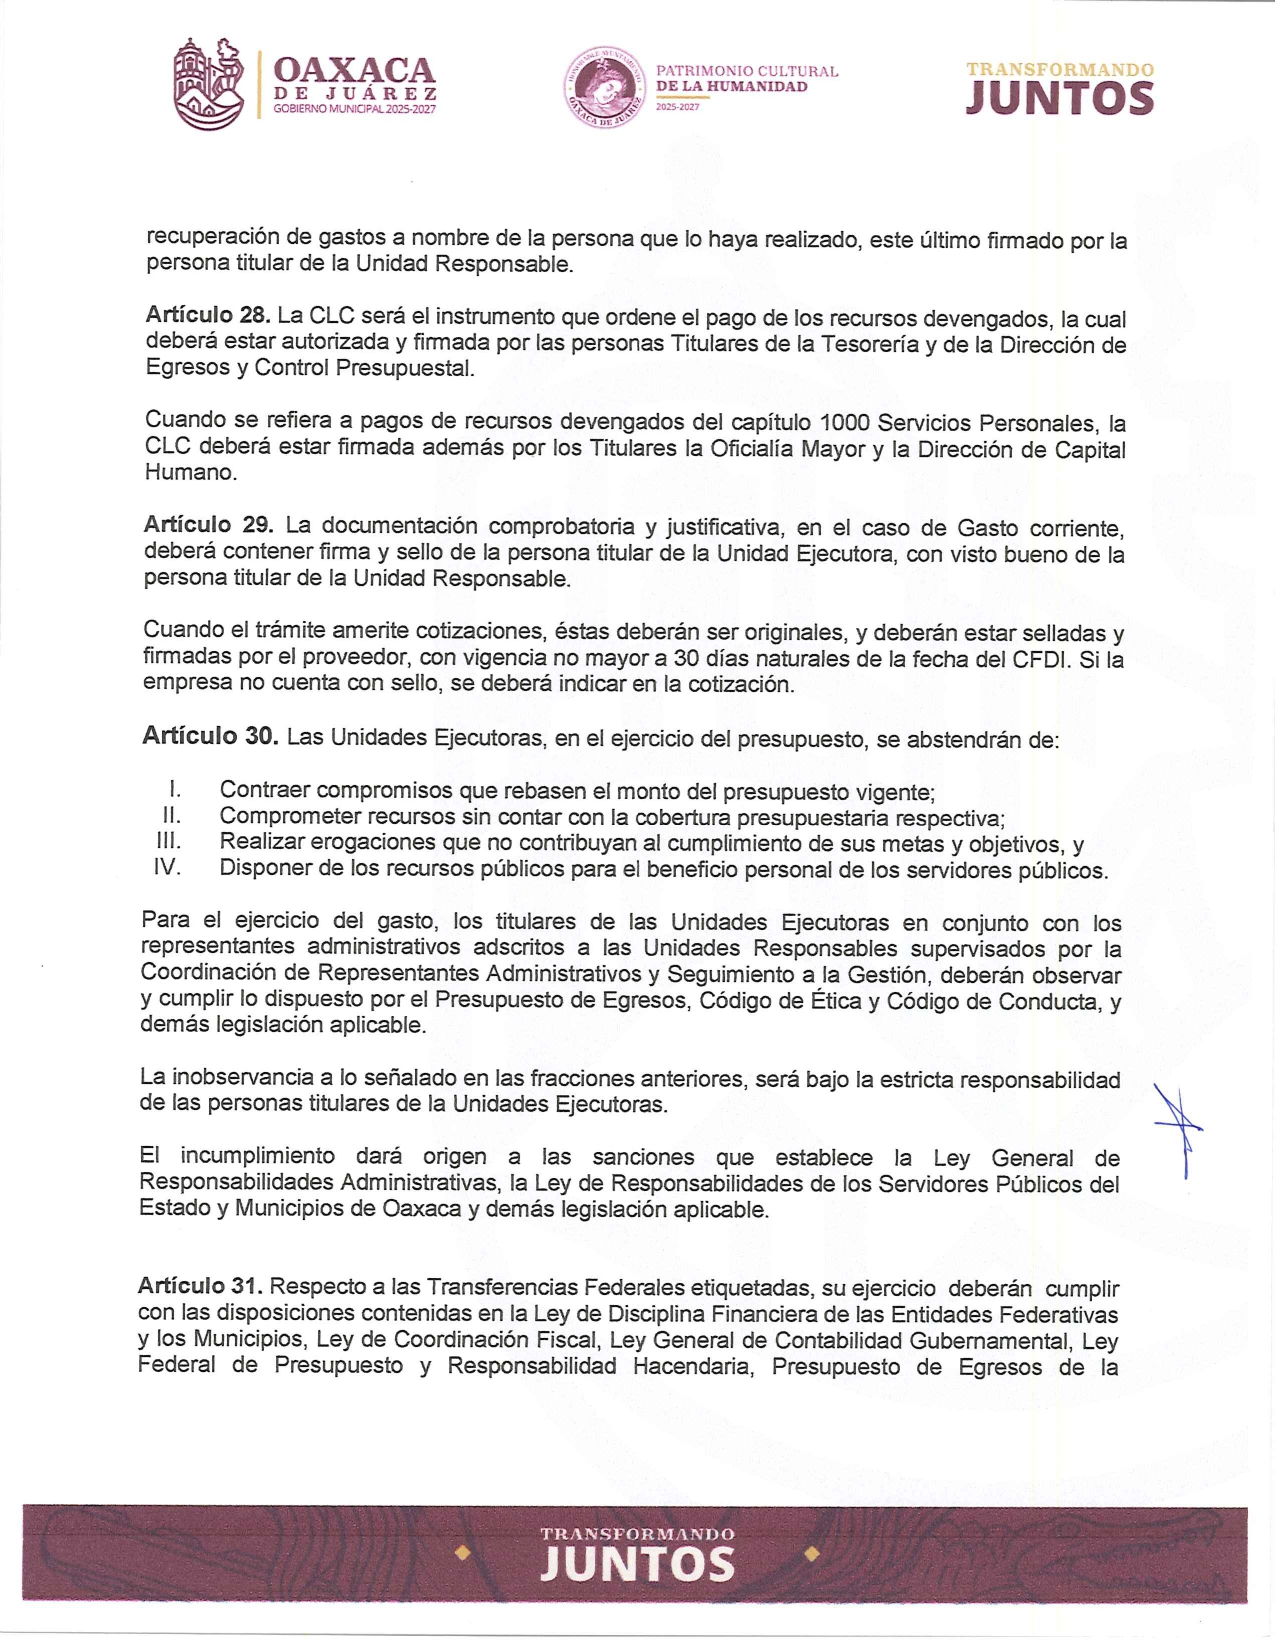 OAXACA
DE JUÁREZ
GOBIERNO MUNICIPAL 2025-2027
HONORABLE AYUNTAMIENTO
OAXACA DE JUÁREZ
PATRIMONIO CULTURAL
DE LA HUMANIDAD
2025-2027
TRANSFORMANDO
JUNTOS
recuperación de gastos a nombre de la persona que lo haya realizado, este último firmado por la
persona titular de la Unidad Responsable.
Artículo 28. La CLC será el instrumento que ordene el pago de los recursos devengados, la cual
deberá estar autorizada y firmada por las personas Titulares de la Tesorería y de la Dirección de
Egresos y Control Presupuestal.
Cuando se refiera a pagos de recursos devengados del capítulo 1000 Servicios Personales, la
CLC deberá estar firmada además por los Titulares la Oficialía Mayor y la Dirección de Capital
Humano.
Artículo 29. La documentación comprobatoria y justificativa, en el caso de Gasto corriente,
deberá contener firma y sello de la persona titular de la Unidad Ejecutora, con visto bueno de la
persona titular de la Unidad Responsable.
Cuando el trámite amerite cotizaciones, éstas deberán ser originales, y deberán estar selladas y
firmadas por el proveedor, con vigencia no mayor a 30 días naturales de la fecha del CFDI. Si la
empresa no cuenta con sello, se deberá indicar en la cotización.
Artículo 30. Las Unidades Ejecutoras, en el ejercicio del presupuesto, se abstendrán de:
I. Contraer compromisos que rebasen el monto del presupuesto vigente;
II. Comprometer recursos sin contar con la cobertura presupuestaria respectiva;
III. Realizar erogaciones que no contribuyan al cumplimiento de sus metas y objetivos, y
IV. Disponer de los recursos públicos para el beneficio personal de los servidores públicos.
Para el ejercicio del gasto, los titulares de las Unidades Ejecutoras en conjunto con los
representantes administrativos adscritos a las Unidades Responsables supervisados por la
Coordinación de Representantes Administrativos y Seguimiento a la Gestión, deberán observar
y cumplir lo dispuesto por el Presupuesto de Egresos, Código de Ética y Código de Conducta, y
demás legislación aplicable.
La inobservancia a lo señalado en las fracciones anteriores, será bajo la estricta responsabilidad
de las personas titulares de la Unidades Ejecutoras.
El incumplimiento dará origen a las sanciones que establece la Ley General de
Responsabilidades Administrativas, la Ley de Responsabilidades de los Servidores Públicos del
Estado y Municipios de Oaxaca y demás legislación aplicable.
Artículo 31. Respecto a las Transferencias Federales etiquetadas, su ejercicio deberán cumplir
con las disposiciones contenidas en la Ley de Disciplina Financiera de las Entidades Federativas
y los Municipios, Ley de Coordinación Fiscal, Ley General de Contabilidad Gubernamental, Ley
Federal de Presupuesto y Responsabilidad Hacendaria, Presupuesto de Egresos de la
TRANSFORMANDO
JUNTOS